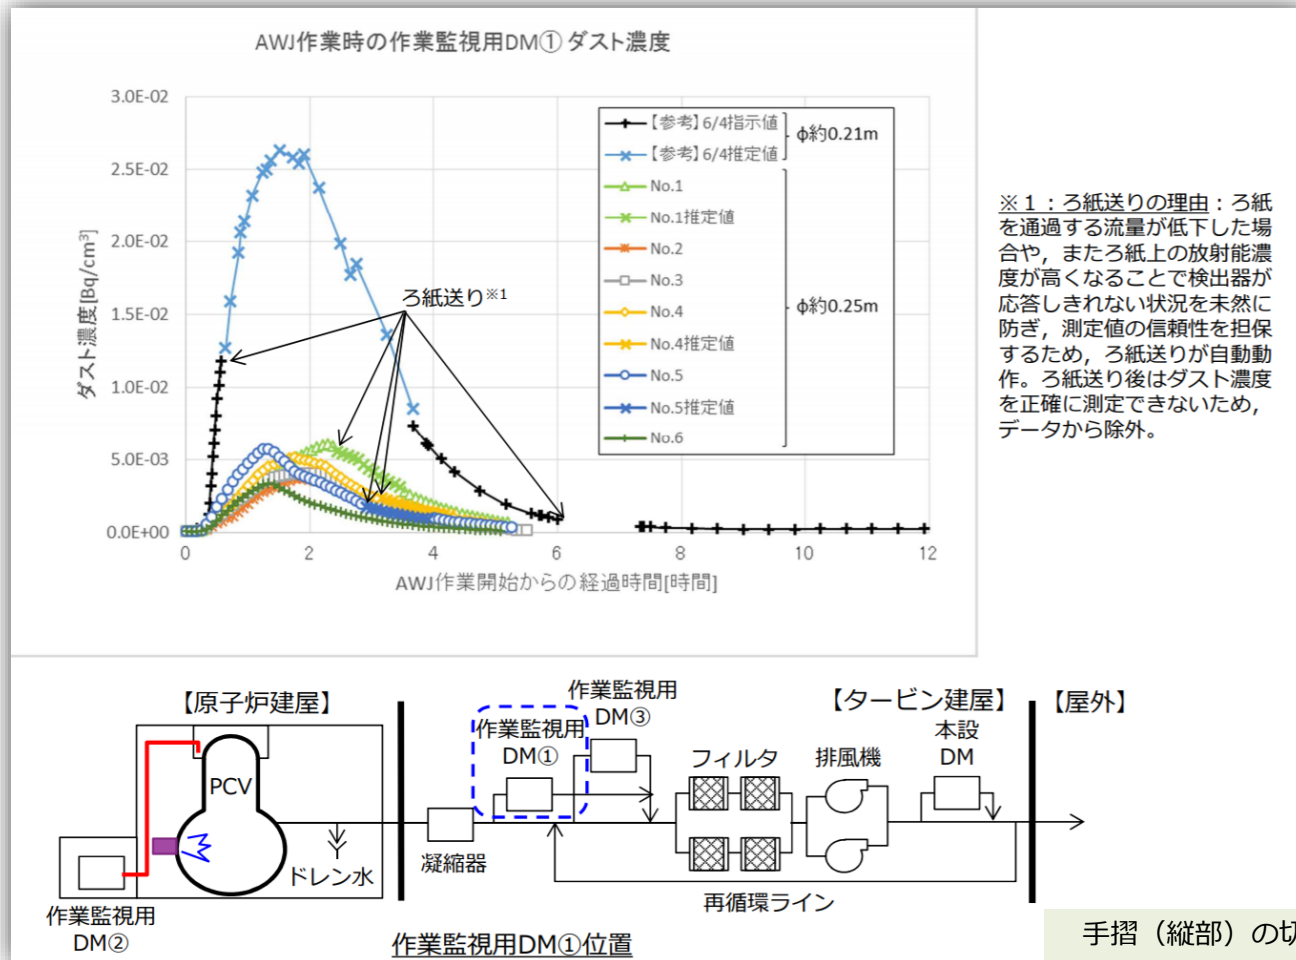 AWJ作業時の作業監視用DM① ダスト濃度
ダスト濃度[Bq/cm³]
3.0E-02
2.5E-02
2.0E-02
1.5E-02
1.0E-02
5.0E-03
0.0E+00
0
2
4
6
8
10
12
AWJ作業開始からの経過時間[時間]
ろ紙送り※1
【参考】6/4指示値
【参考】6/4推定値
φ約0.21m
No.1
No.1推定値
No.2
No.3
No.4
No.4推定値
No.5
No.5推定値
No.6
φ約0.25m
※１：ろ紙送りの理由：ろ紙
を通過する流量が低下した場
合や，またろ紙上の放射能濃
度が高くなることで検出器が
応答しきれない状況を未然に
防ぎ，測定値の信頼性を担保
するため，ろ紙送りが自動動
作。ろ紙送り後はダスト濃度
を正確に測定できないため，
データから除外。
【原子炉建屋】
PCV
ドレン水
作業監視用
DM②
作業監視用
DM①
作業監視用
DM③
凝縮器
フィルタ
【タービン建屋】
排風機
本設
DM
【屋外】
再循環ライン
作業監視用DM①位置
手摺（縦部）の切